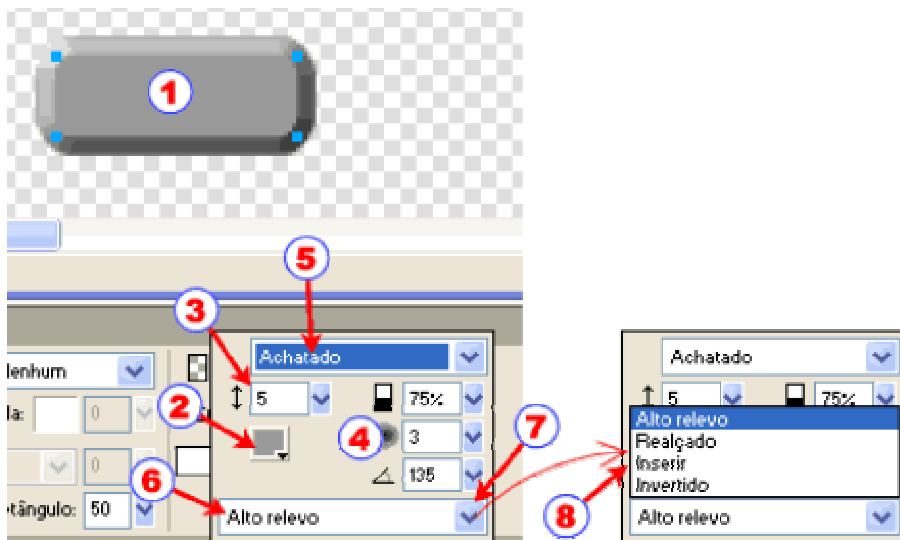 1
5
3
Achatado
Achatado
lenhum
5
75%
5
75%
la:
0
2
4
3
7
Alto relevo
Realçado
Inserir
Invertido
0
6
135
8
tângulo: 50
Alto relevo
Alto relevo